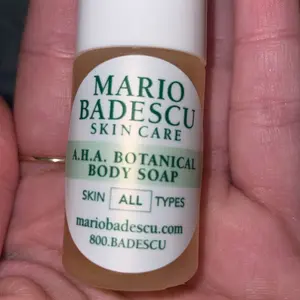 MARIO
BADESCU
SKIN CARE
A.H.A. BOTANICAL
BODY SOAP
SKIN ALL TYPES
mariobadescu.com
800.BADESCU